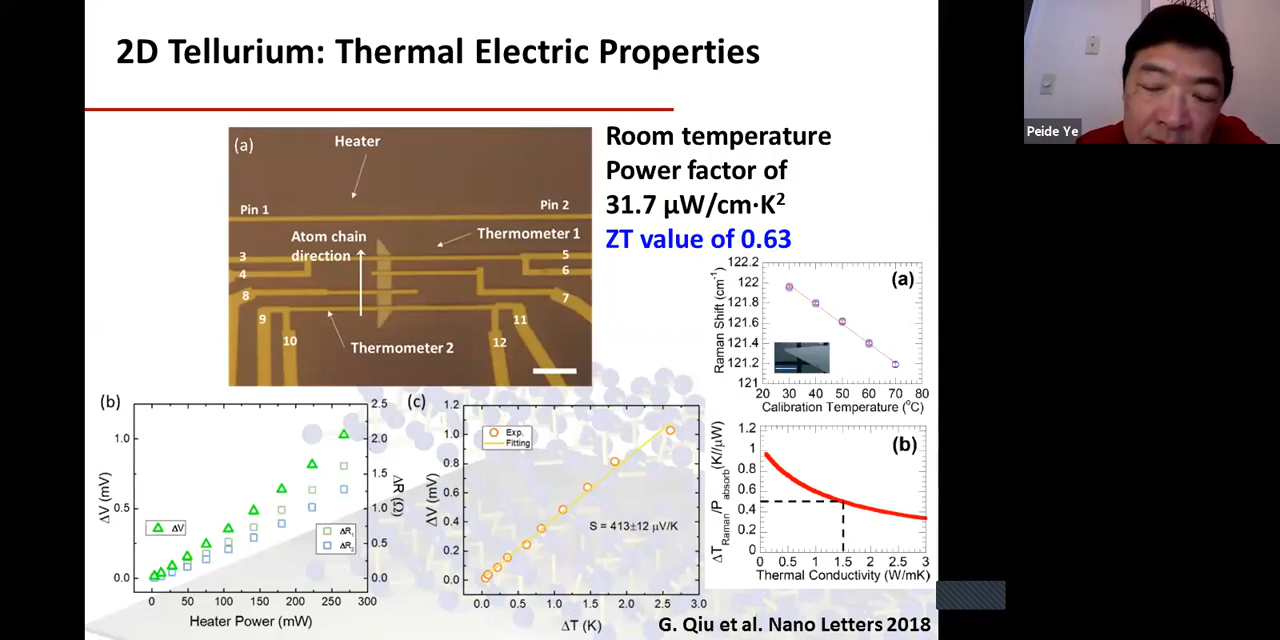 2D Tellurium: Thermal Electric Properties
Peide Ye
(a)
Heater
Pin 1
Pin 2
Atom chain
direction
Thermometer 1
3
4
5
6
8
7
9
10
11
12
Thermometer 2
Room temperature
Power factor of
31.7 μW/cm·K²
ZT value of 0.63
(a)
Raman Shift (cm⁻¹)
122.2
122
121.8
121.6
121.4
121.2
121
20 30 40 50 60 70 80
Calibration Temperature (°C)
(b)
ΔV (mV)
1.0
0.5
0.0
2.5
2.0
1.5
1.0
0.5
0.0
ΔR (Ω)
ΔV
ΔR₁
ΔR₂
0 50 100 150 200 250 300
Heater Power (mW)
(c)
ΔV (mV)
1.2
1.0
0.8
0.6
0.4
0.2
0.0
Exp.
Fitting
S = 413±12 μV/K
0.0 0.5 1.0 1.5 2.0 2.5 3.0
ΔT (K)
(b)
ΔT_Raman/P_absorb (K//μW)
1.2
1
0.8
0.6
0.4
0.2
0
0 0.5 1 1.5 2 2.5 3
Thermal Conductivity (W/mK)
G. Qiu et al. Nano Letters 2018